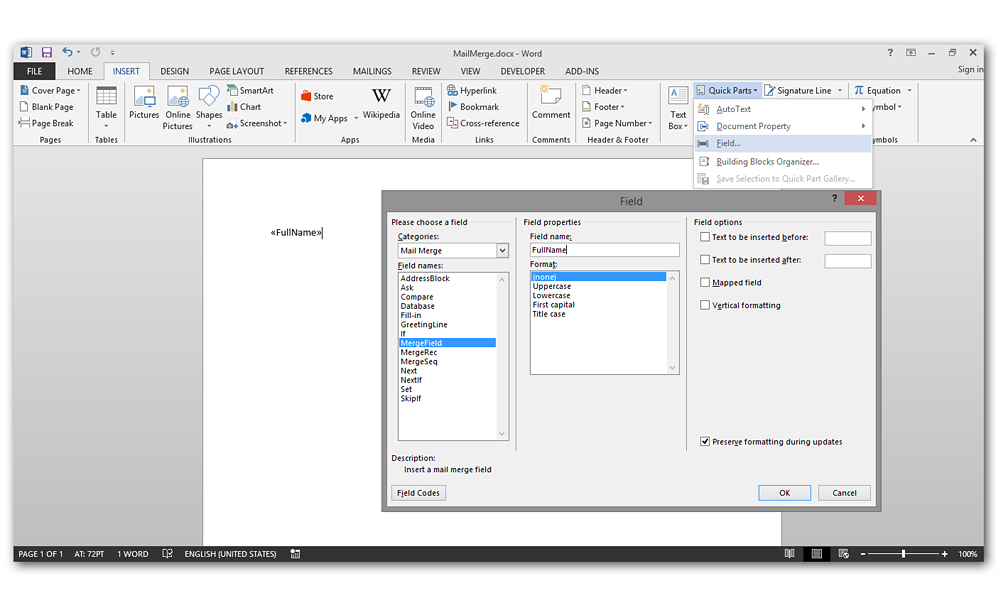 MailMerge.docx - Word
Sign in
FILE HOME INSERT DESIGN PAGE LAYOUT REFERENCES MAILINGS REVIEW VIEW DEVELOPER ADD-INS
Cover Page
Blank Page
Page Break
Pages
Table
Tables
Pictures
Online Pictures
Shapes
SmartArt
Chart
Screenshot
Illustrations
Store
My Apps
Wikipedia
Apps
Online Video
Media
Hyperlink
Bookmark
Cross-reference
Links
Comment
Comments
Header
Footer
Page Number
Header & Footer
Text Box
Quick Parts
Signature Line
Equation
AutoText
Document Property
Field...
Building Blocks Organizer...
Save Selection to Quick Part Gallery...
«FullName»
Field
Please choose a field
Categories:
Mail Merge
Field names:
AddressBlock
Ask
Compare
Database
Fill-in
GreetingLine
If
MergeField
MergeRec
MergeSeq
Next
NextIf
Set
SkipIf
Description:
Insert a mail merge field
Field Codes
Field properties
Field name:
FullName
Format:
(none)
Uppercase
Lowercase
First capital
Title case
Field options
Text to be inserted before:
Text to be inserted after:
Mapped field
Vertical formatting
Preserve formatting during updates
OK
Cancel
PAGE 1 OF 1 AT: 72PT 1 WORD ENGLISH (UNITED STATES) 100%